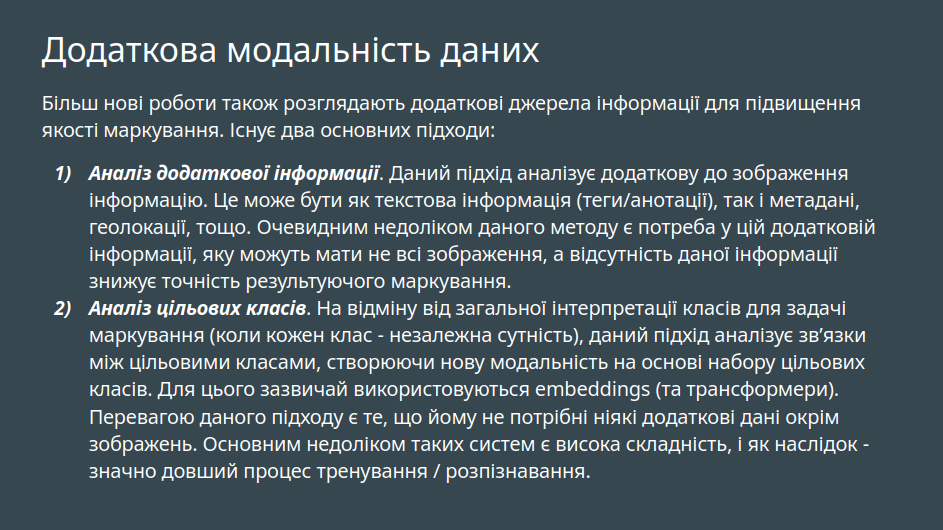 Додаткова модальність даних
Більш нові роботи також розглядають додаткові джерела інформації для підвищення
якості маркування. Існує два основних підходи:
1) Аналіз додаткової інформації. Даний підхід аналізує додаткову до зображення
інформацію. Це може бути як текстова інформація (теги/анотації), так і метадані,
геолокації, тощо. Очевидним недоліком даного методу є потреба у цій додатковій
інформації, яку можуть мати не всі зображення, а відсутність даної інформації
знижує точність результуючого маркування.
2) Аналіз цільових класів. На відміну від загальної інтерпретації класів для задачі
маркування (коли кожен клас - незалежна сутність), даний підхід аналізує зв’язки
між цільовими класами, створюючи нову модальність на основі набору цільових
класів. Для цього зазвичай використовуються embeddings (та трансформери).
Перевагою даного підходу є те, що йому не потрібні ніякі додаткові дані окрім
зображень. Основним недоліком таких систем є висока складність, і як наслідок -
значно довший процес тренування / розпізнавання.